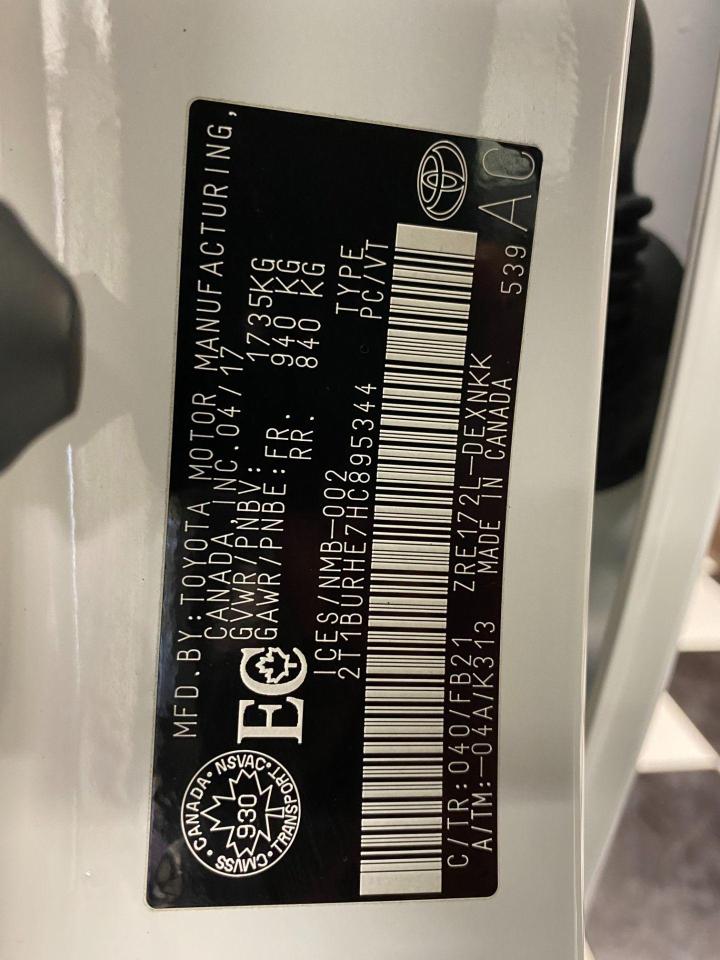 MFD.BY:TOYOTA MOTOR MANUFACTURING,
CANADA,INC.04/17
GVWR/PNBV: 1735KG
GAWR/PNBE:FR. 940 KG
RR. 840 KG
EC
CANADA • NSVAC • TRANSPORT • CMVSS •
930
ICES/NMB-002 TYPE
2T1BURHE7HC895344 PC/VT
C/TR:040/FB21 ZRE172L-DEXNKK
A/TM:-04A/K313 MADE IN CANADA
539 AC